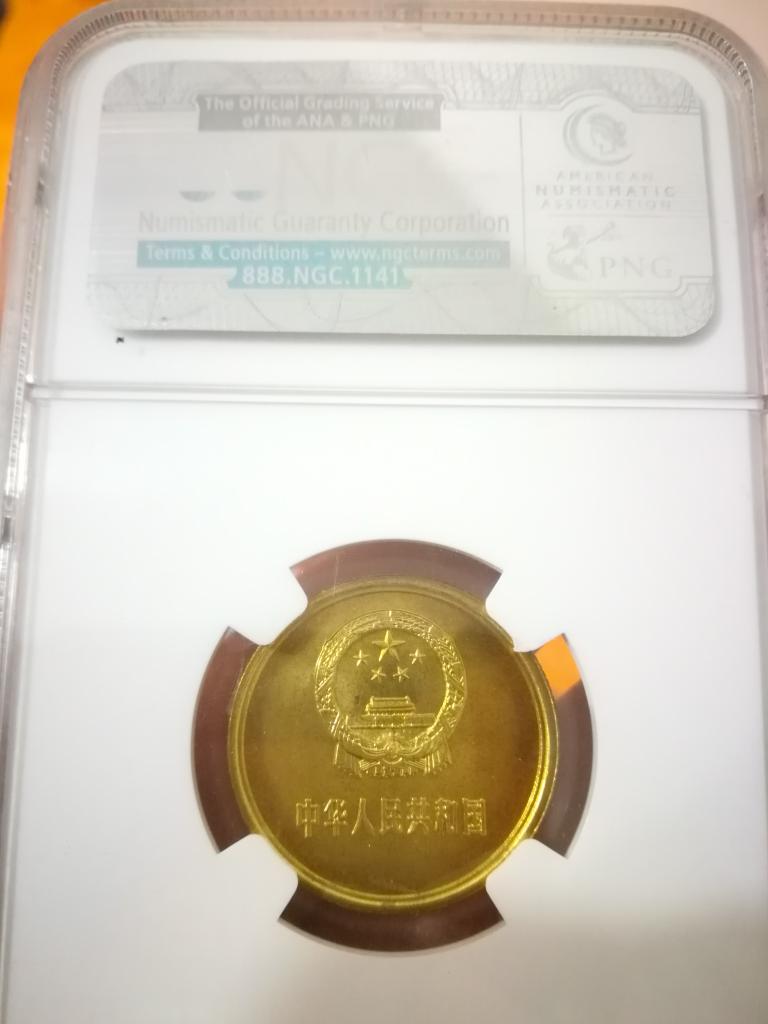 The Official Grading Service
of the ANA & PNG
NGC
Numismatic Guaranty Corporation
Terms & Conditions – www.ngcterms.com
888.NGC.1141
AMERICAN
NUMISMATIC
ASSOCIATION
PNG
中华人民共和国